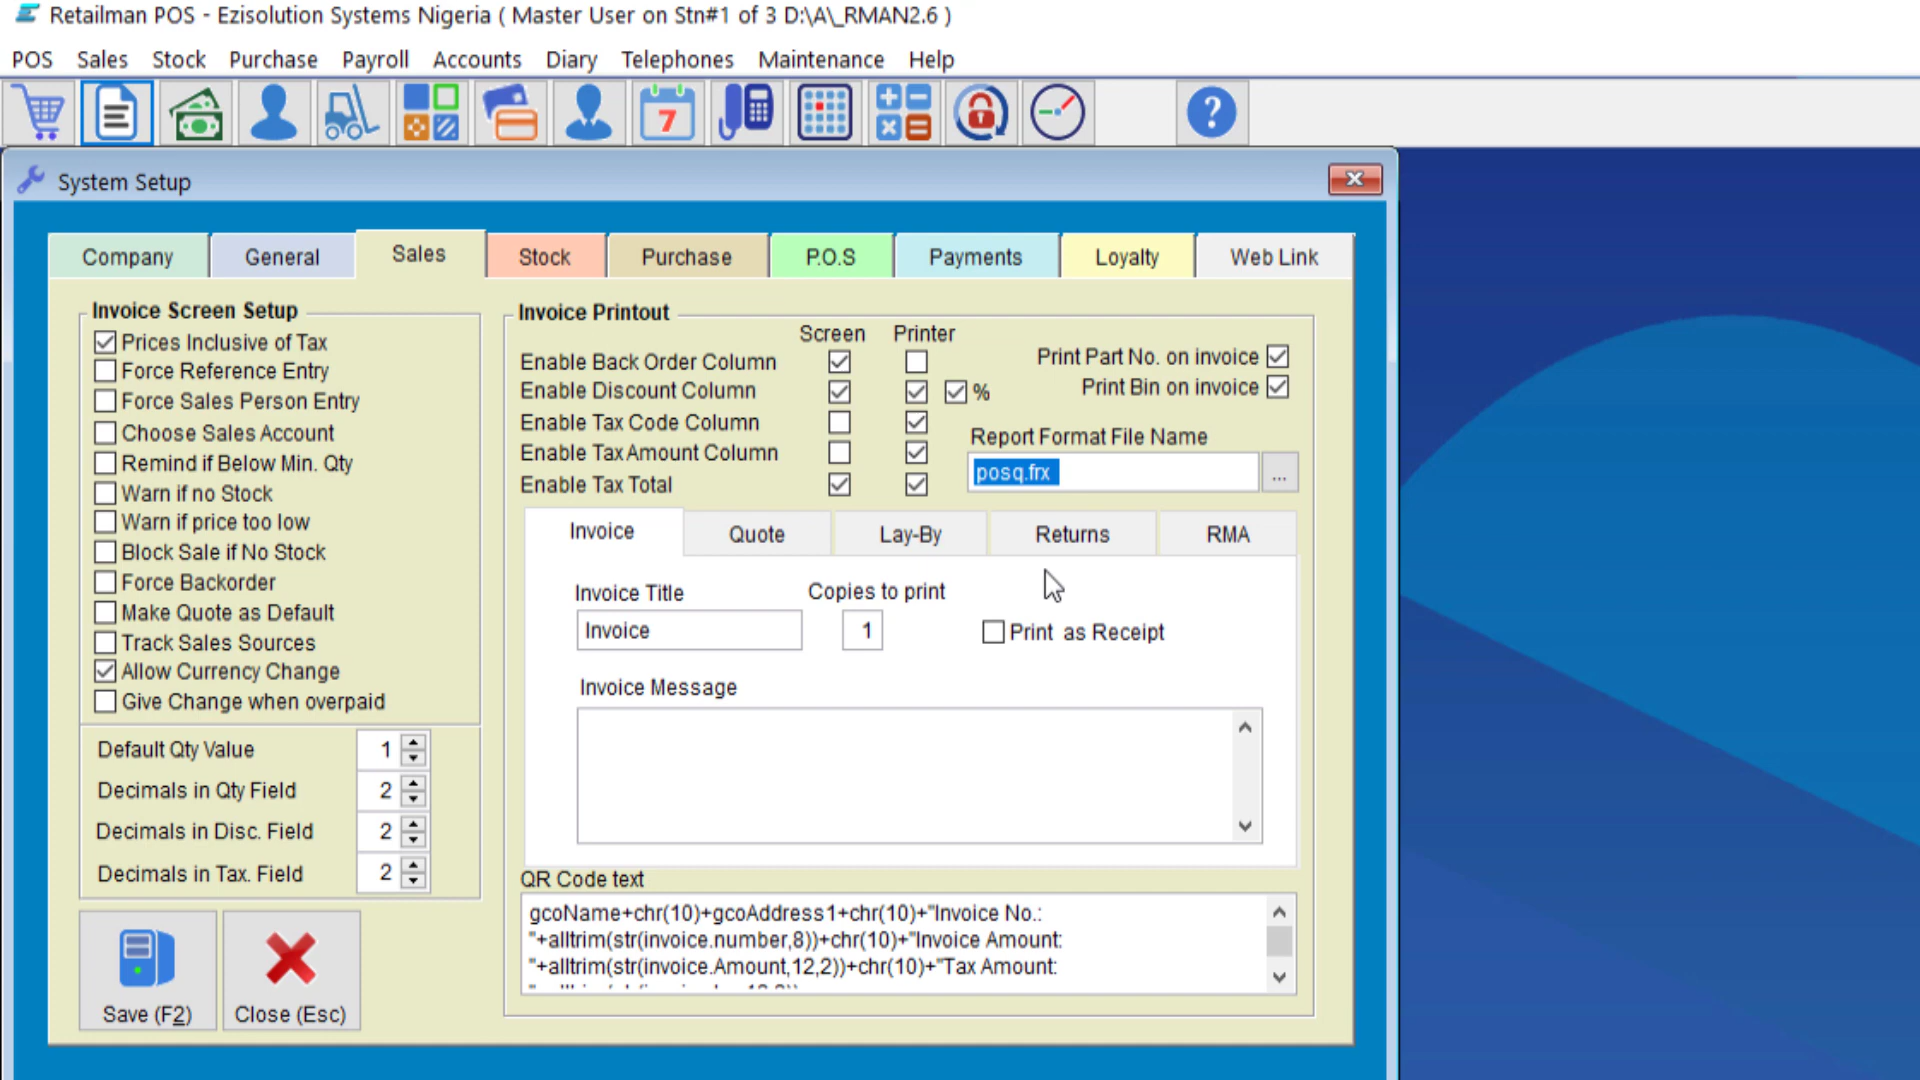 Retailman POS - Ezisolution Systems Nigeria ( Master User on Stn#1 of 3 D:\A\_RMAN2.6 )
POS Sales Stock Purchase Payroll Accounts Diary Telephones Maintenance Help
7
?
System Setup
Company General Sales Stock Purchase P.O.S Payments Loyalty Web Link
Invoice Screen Setup
Prices Inclusive of Tax
Force Reference Entry
Force Sales Person Entry
Choose Sales Account
Remind if Below Min. Qty
Warn if no Stock
Warn if price too low
Block Sale if No Stock
Force Backorder
Make Quote as Default
Track Sales Sources
Allow Currency Change
Give Change when overpaid
Default Qty Value 1
Decimals in Qty Field 2
Decimals in Disc. Field 2
Decimals in Tax. Field 2
Save (F2) Close (Esc)
Invoice Printout
Screen Printer
Enable Back Order Column
Enable Discount Column %
Enable Tax Code Column
Enable Tax Amount Column
Enable Tax Total
Print Part No. on invoice
Print Bin on invoice
Report Format File Name
posq.frx ...
Invoice Quote Lay-By Returns RMA
Invoice Title Copies to print
Invoice 1 Print as Receipt
Invoice Message
QR Code text
gcoName+chr(10)+gcoAddress1+chr(10)+"Invoice No.:
"+alltrim(str(invoice.number,8))+chr(10)+"Invoice Amount:
"+alltrim(str(invoice.Amount,12,2))+chr(10)+"Tax Amount: